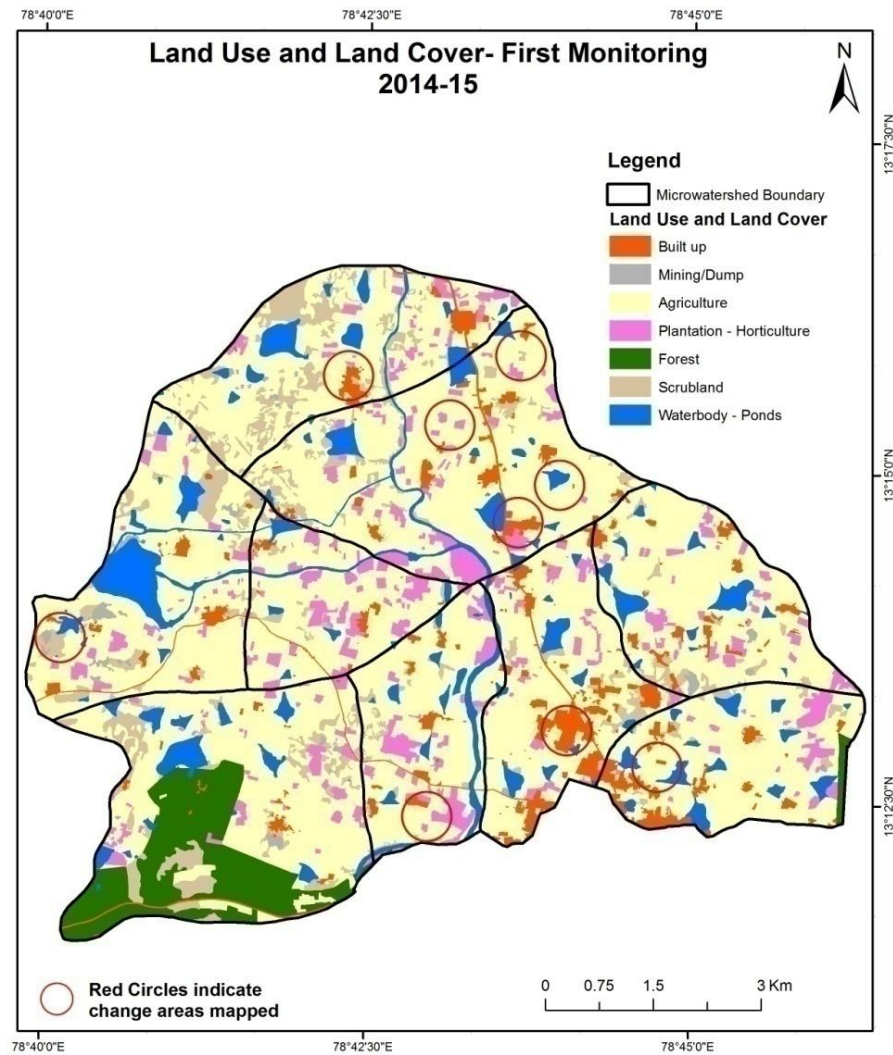 78°40'0"E 78°42'30"E 78°45'0"E
Land Use and Land Cover- First Monitoring
2014-15
N
13°17'30"N
Legend
Microwatershed Boundary
Land Use and Land Cover
Built up
Mining/Dump
Agriculture
Plantation - Horticulture
Forest
Scrubland
Waterbody - Ponds
13°15'0"N
13°12'30"N
Red Circles indicate
change areas mapped
0 0.75 1.5 3 Km
78°40'0"E 78°42'30"E 78°45'0"E